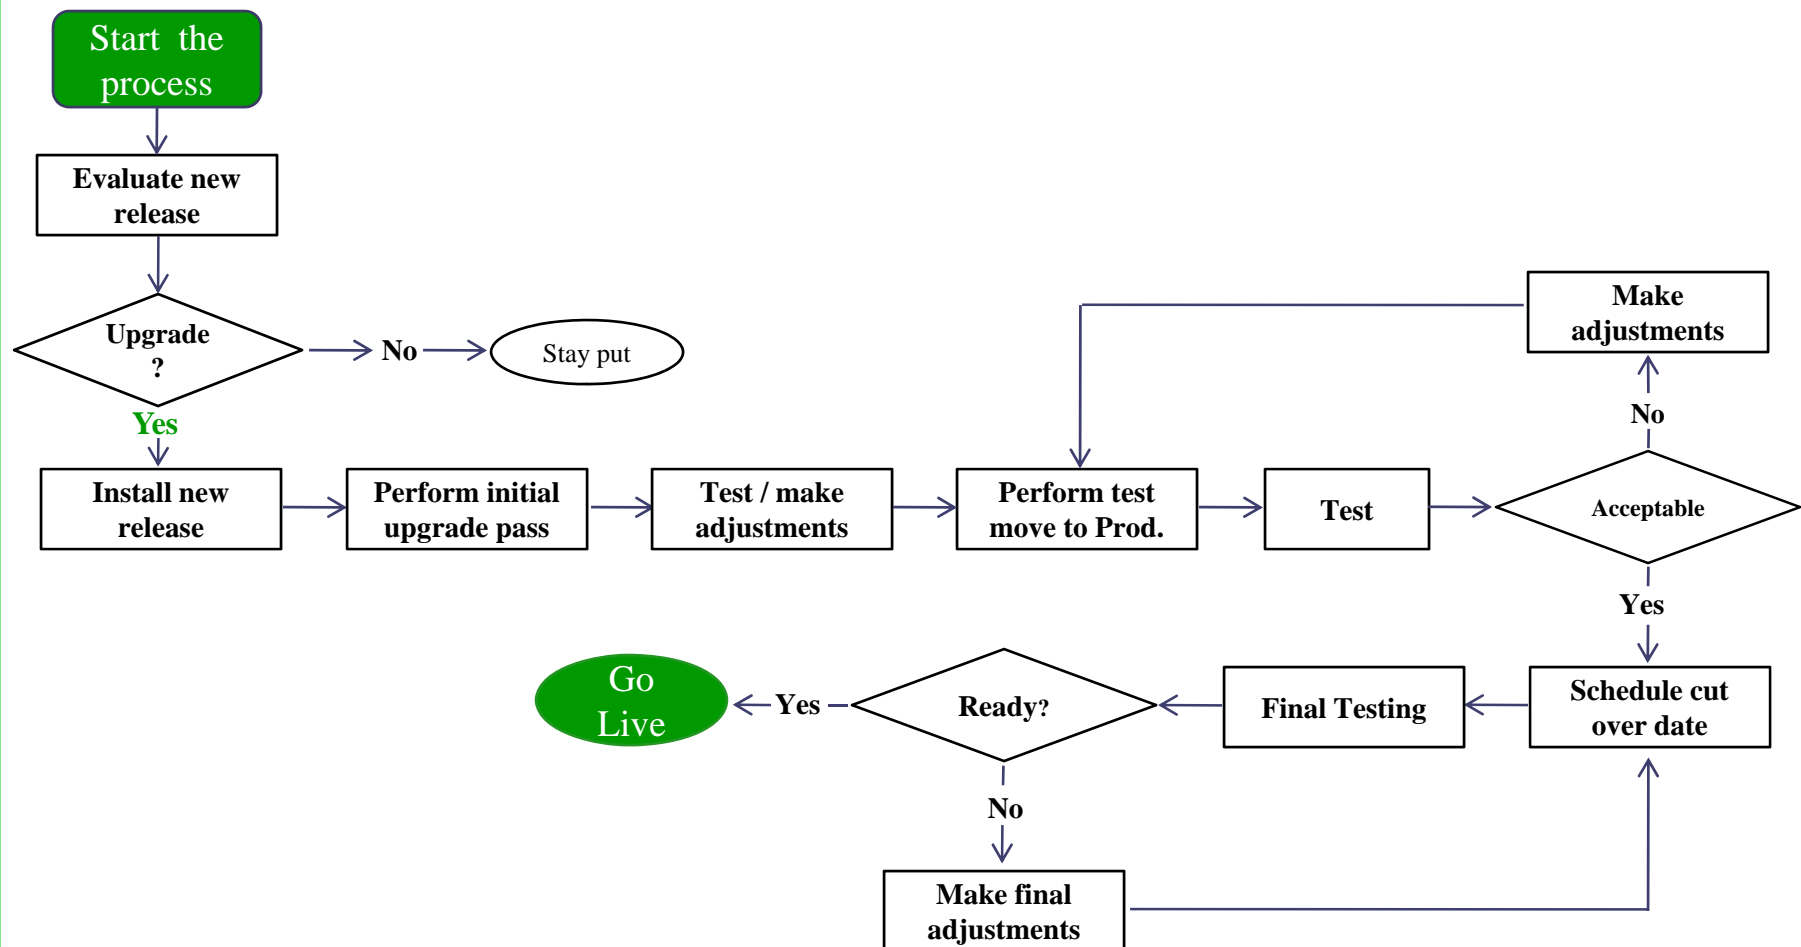 Start the
process
Evaluate new
release
Upgrade
?
No
Stay put
Yes
Install new
release
Perform initial
upgrade pass
Test / make
adjustments
Perform test
move to Prod.
Test
Acceptable
No
Make
adjustments
Yes
Schedule cut
over date
Final Testing
Ready?
Yes
Go
Live
No
Make final
adjustments